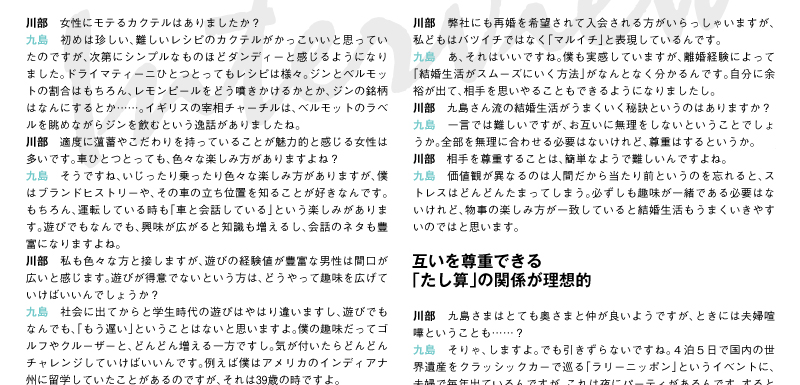 川部　女性にモテるカクテルはありましたか？
九島　初めは珍しい、難しいレシピのカクテルがかっこいいと思ってい
たのですが、次第にシンプルなものほどダンディーと感じるようになり
ました。ドライマティーニひとつとってもレシピは様々。ジンとベルモッ
トの割合はもちろん、レモンピールをどう噴きかけるかとか、ジンの銘柄
はなんにするとか……。イギリスの宰相チャーチルは、ベルモットのラベ
ルを眺めながらジンを飲むという逸話がありましたね。
川部　適度に薀蓄やこだわりを持っていることが魅力的と感じる女性は
多いです。車ひとつとっても、色々な楽しみ方がありますよね？
九島　そうですね、いじったり乗ったり色々な楽しみ方がありますが、僕
はブランドヒストリーや、その車の立ち位置を知ることが好きなんです。
もちろん、運転している時も「車と会話している」という楽しみがありま
す。遊びでもなんでも、興味が広がると知識も増えるし、会話のネタも豊
富になりますよね。
川部　私も色々な方と接しますが、遊びの経験値が豊富な男性は間口が
広いと感じます。遊びが得意でないという方は、どうやって趣味を広げて
いけばいいんでしょうか？
九島　社会に出てからと学生時代の遊びはやはり違いますし、遊びでも
なんでも、「もう遅い」ということはないと思いますよ。僕の趣味だってゴ
ルフやクルーザーと、どんどん増える一方ですし。気が付いたらどんどん
チャレンジしていけばいいんです。例えば僕はアメリカのインディアナ
州に留学していたことがあるのですが、それは39歳の時ですよ。
川部　弊社にも再婚を希望されて入会される方がいらっしゃいますが、
私どもはバツイチではなく「マルイチ」と表現しているんです。
九島　あ、それはいいですね。僕も実感していますが、離婚経験によって
「結婚生活がスムーズにいく方法」がなんとなく分かるんです。自分に余
裕が出て、相手を思いやることもできるようになりましたし。
川部　九島さん流の結婚生活がうまくいく秘訣というのはありますか？
九島　一言では難しいですが、お互いに無理をしないということでしょ
うか。全部を無理に合わせる必要はないけれど、尊重はするというか。
川部　相手を尊重することは、簡単なようで難しいんですよね。
九島　価値観が異なるのは人間だから当たり前というのを忘れると、ス
トレスはどんどんたまってしまう。必ずしも趣味が一緒である必要はな
いけれど、物事の楽しみ方が一致していると結婚生活もうまくいきやす
いのではと思います。
互いを尊重できる
「たし算」の関係が理想的
川部　九島さまはとても奥さまと仲が良いようですが、ときには夫婦喧
嘩ということも……？
九島　そりゃ、しますよ。でも引きずらないですね。４泊５日で国内の世
界遺産をクラッシックカーで巡る「ラリーニッポン」というイベントに、
夫婦で毎年出ているんですが、これは夜にパーティがあるんです。すると